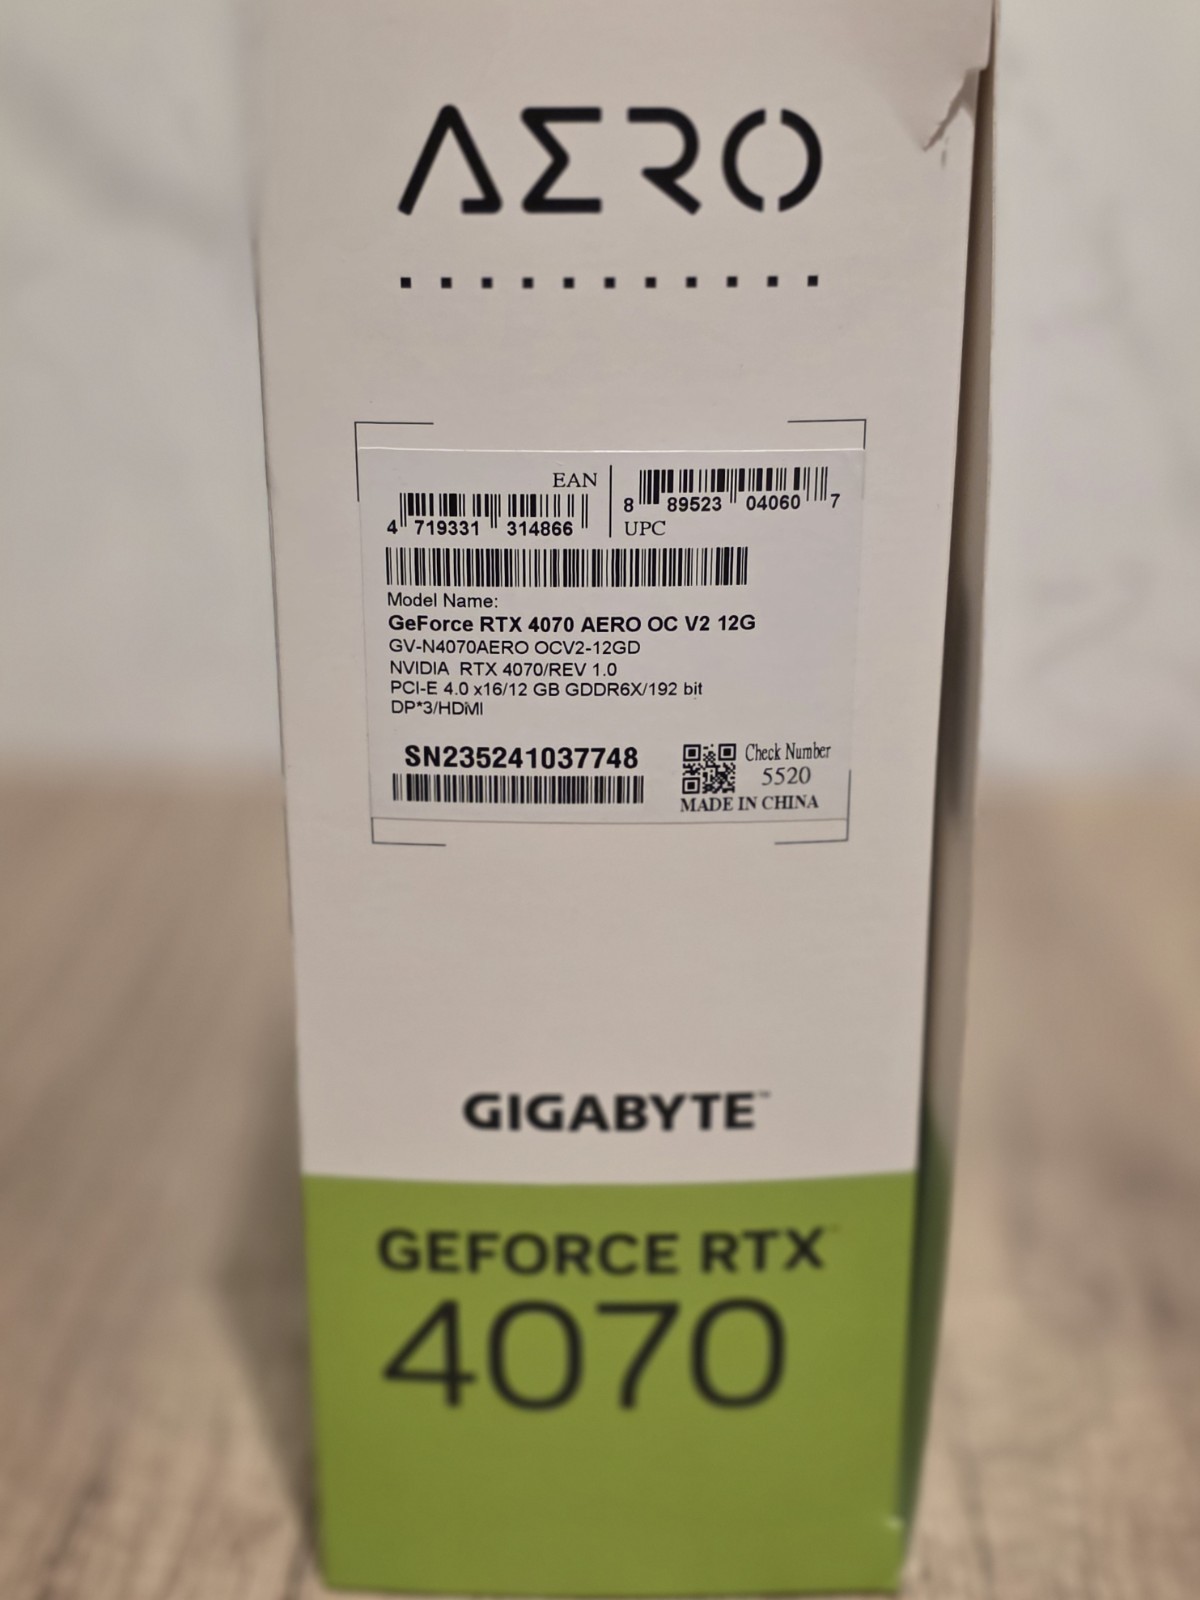 AERO
EAN
4 719331 314866
8 89523 04060 7
UPC
Model Name:
GeForce RTX 4070 AERO OC V2 12G
GV-N4070AERO OCV2-12GD
NVIDIA RTX 4070/REV 1.0
PCI-E 4.0 x16/12 GB GDDR6X/192 bit
DP*3/HDMI
SN235241037748
Check Number
5520
MADE IN CHINA
GIGABYTE™
GEFORCE RTX™
4070